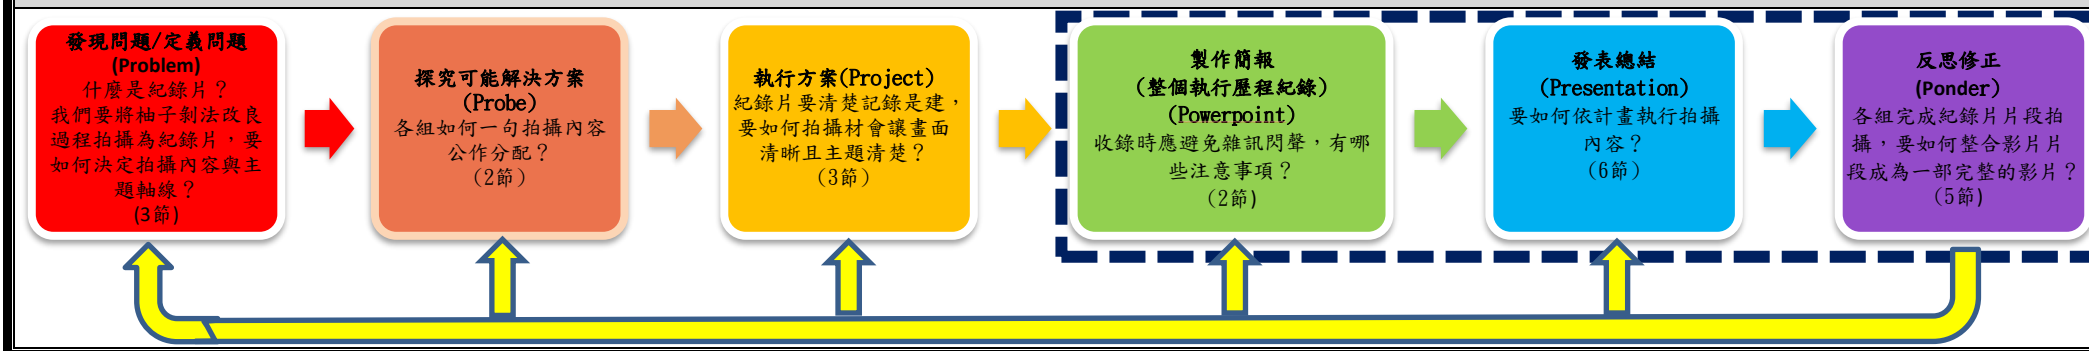 發現問題/定義問題
(Problem)
什麼是紀錄片？
我們要將柚子剝法改良
過程拍攝為紀錄片，要
如何決定拍攝內容與主
題軸線？
(3節)
探究可能解決方案
(Probe)
各組如何一句拍攝內容
公作分配？
(2節)
執行方案(Project)
紀錄片要清楚記錄是建，
要如何拍攝材會讓畫面
清晰且主題清楚？
(3節)
製作簡報
(整個執行歷程紀錄)
(Powerpoint)
收錄時應避免雜訊閃聲，有哪
些注意事項？
(2節)
發表總結
(Presentation)
要如何依計畫執行拍攝
內容？
(6節)
反思修正
(Ponder)
各組完成紀錄片片段拍
攝，要如何整合影片片
段成為一部完整的影片？
(5節)